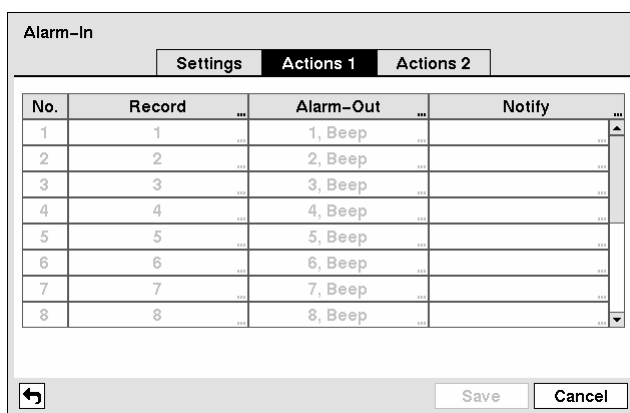 Alarm-In
Settings Actions 1 Actions 2
No. Record ... Alarm-Out ... Notify ...
1 1 ... 1, Beep ... ...
2 2 ... 2, Beep ... ...
3 3 ... 3, Beep ... ...
4 4 ... 4, Beep ... ...
5 5 ... 5, Beep ... ...
6 6 ... 6, Beep ... ...
7 7 ... 7, Beep ... ...
8 8 ... 8, Beep ... ...
Save Cancel